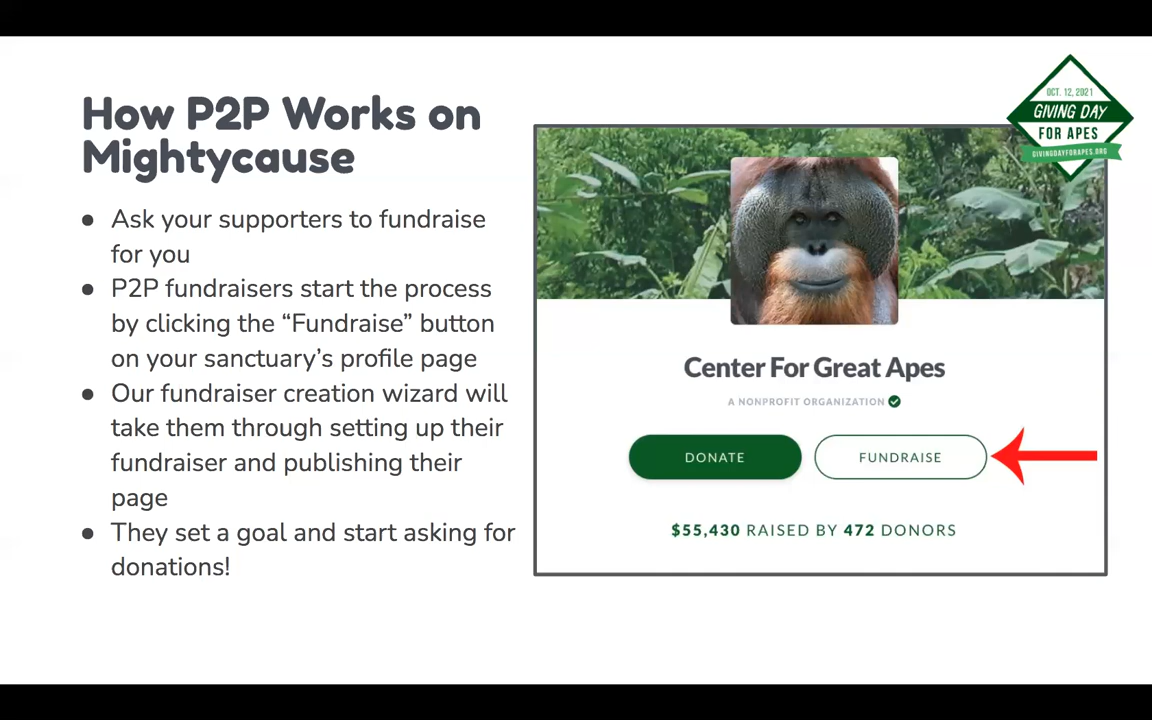 How P2P Works on
Mightycause
● Ask your supporters to fundraise
for you
● P2P fundraisers start the process
by clicking the “Fundraise” button
on your sanctuary’s profile page
● Our fundraiser creation wizard will
take them through setting up their
fundraiser and publishing their
page
● They set a goal and start asking for
donations!
OCT. 12, 2021
GIVING DAY
FOR APES
GIVINGDAYFORAPES.ORG
Center For Great Apes
A NONPROFIT ORGANIZATION
DONATE
FUNDRAISE
$55,430 RAISED BY 472 DONORS